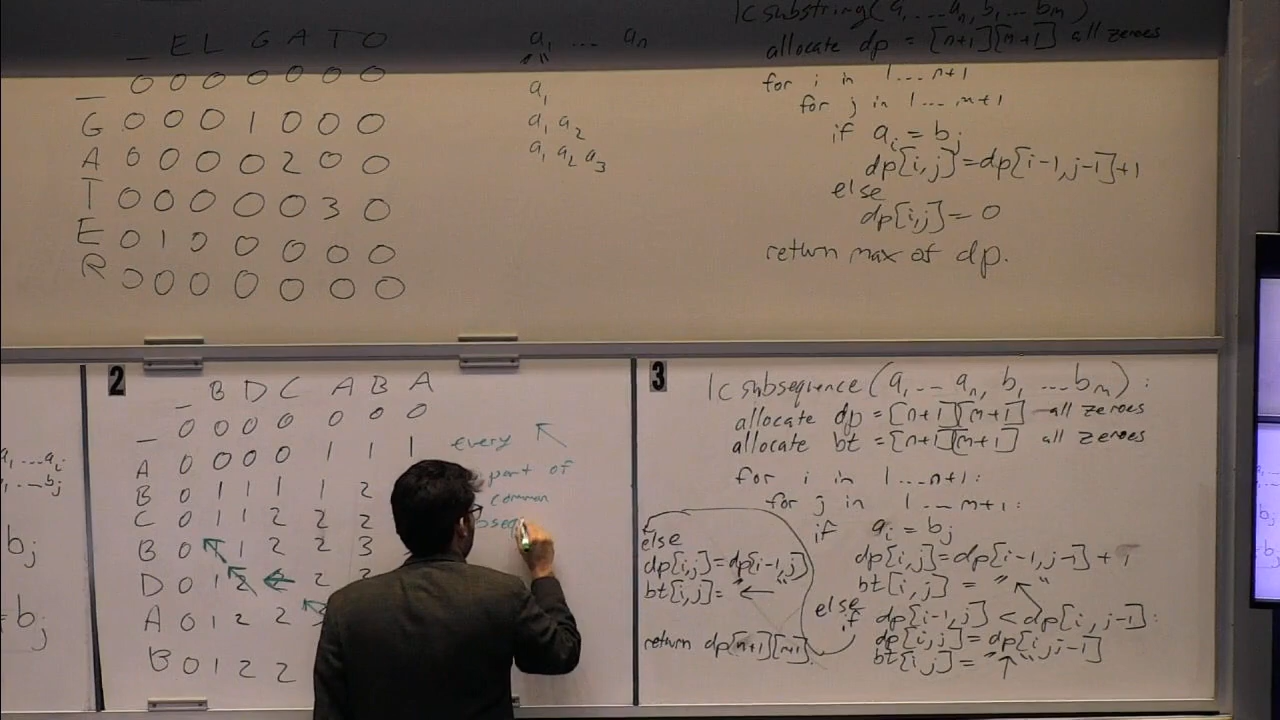 _ E L G A T O
_ 0 0 0 0 0 0 0
G 0 0 0 1 0 0 0
A 0 0 0 0 2 0 0
T 0 0 0 0 0 3 0
E 0 1 0 0 0 0 0
R 0 0 0 0 0 0 0
a₁ ... aₙ
a₁
a₁ a₂
a₁ a₂ a₃
lc substring(a₁ ... aₙ, b₁ ... bₘ)
allocate dp = [n+1][m+1] all zeroes
for i in 1...n+1
for j in 1...m+1
if aᵢ = bⱼ
dp[i,j]=dp[i-1,j-1]+1
else
dp[i,j]=0
return max of dp.
a₁...aᵢ
...bⱼ
bⱼ
= bⱼ
2
_ B D C A B A
_ 0 0 0 0 0 0 0
A 0 0 0 0 1 1 1
B 0 1 1 1 1 2
C 0 1 1 2 2 2
B 0 ↖ 1 2 2 3
D 0 1 2 ← 2
A 0 1 2 2
B 0 1 2 2
every ↖
part of
common
bseq
3
lc subsequence (a₁ ... aₙ, b₁ ... bₘ):
allocate dp = [n+1][m+1] all zeroes
allocate bt = [n+1][m+1] all zeroes
for i in 1...n+1:
for j in 1...m+1:
if aᵢ = bⱼ
dp[i,j]=dp[i-1,j-1] + 1
bt[i,j] = "↖"
else if dp[i-1,j] < dp[i,j-1]:
dp[i,j]=dp[i,j-1]
bt[i,j] = "↑"
else
dp[i,j]=dp[i-1,j]
bt[i,j]= "←"
return dp[n+1][m+1]